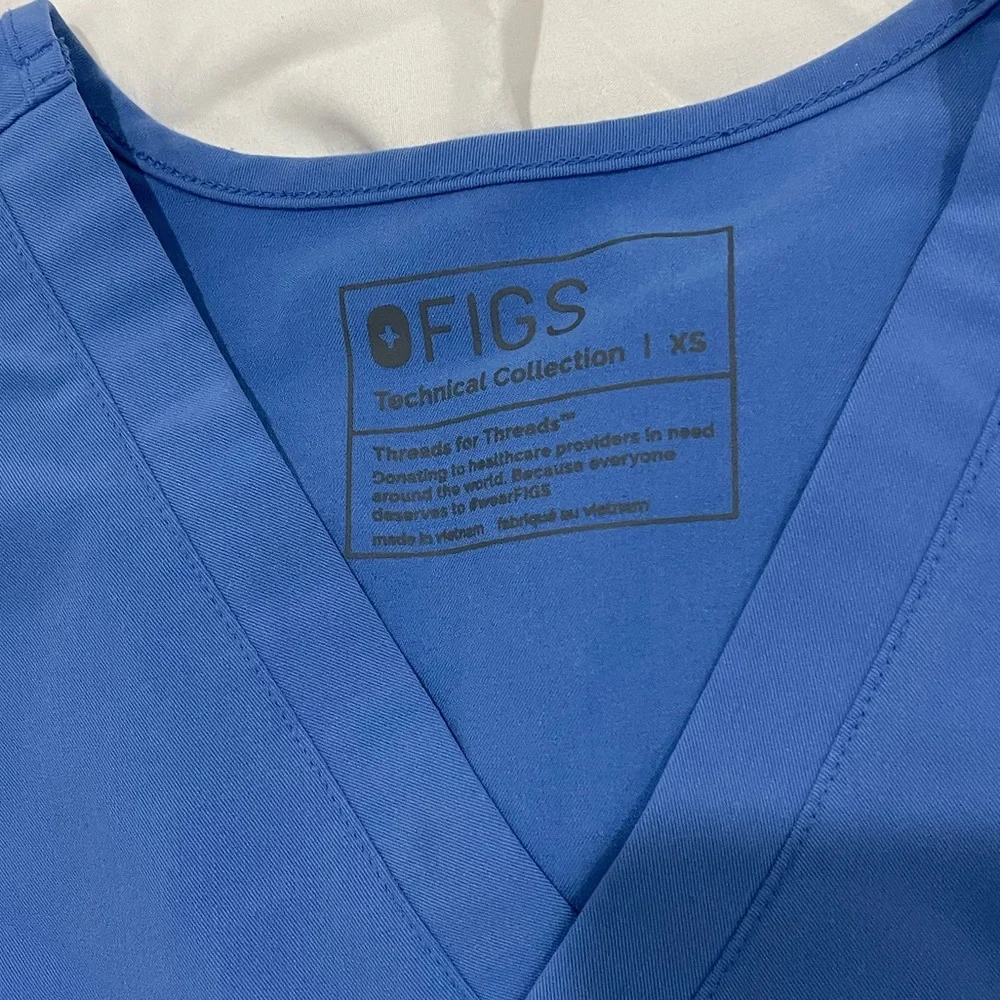 FIGS
Technical Collection | XS
Threads for Threads™
Donating to healthcare providers in need
around the world. Because everyone
deserves to #wearFIGS
made in vietnam fabriqué au vietnam